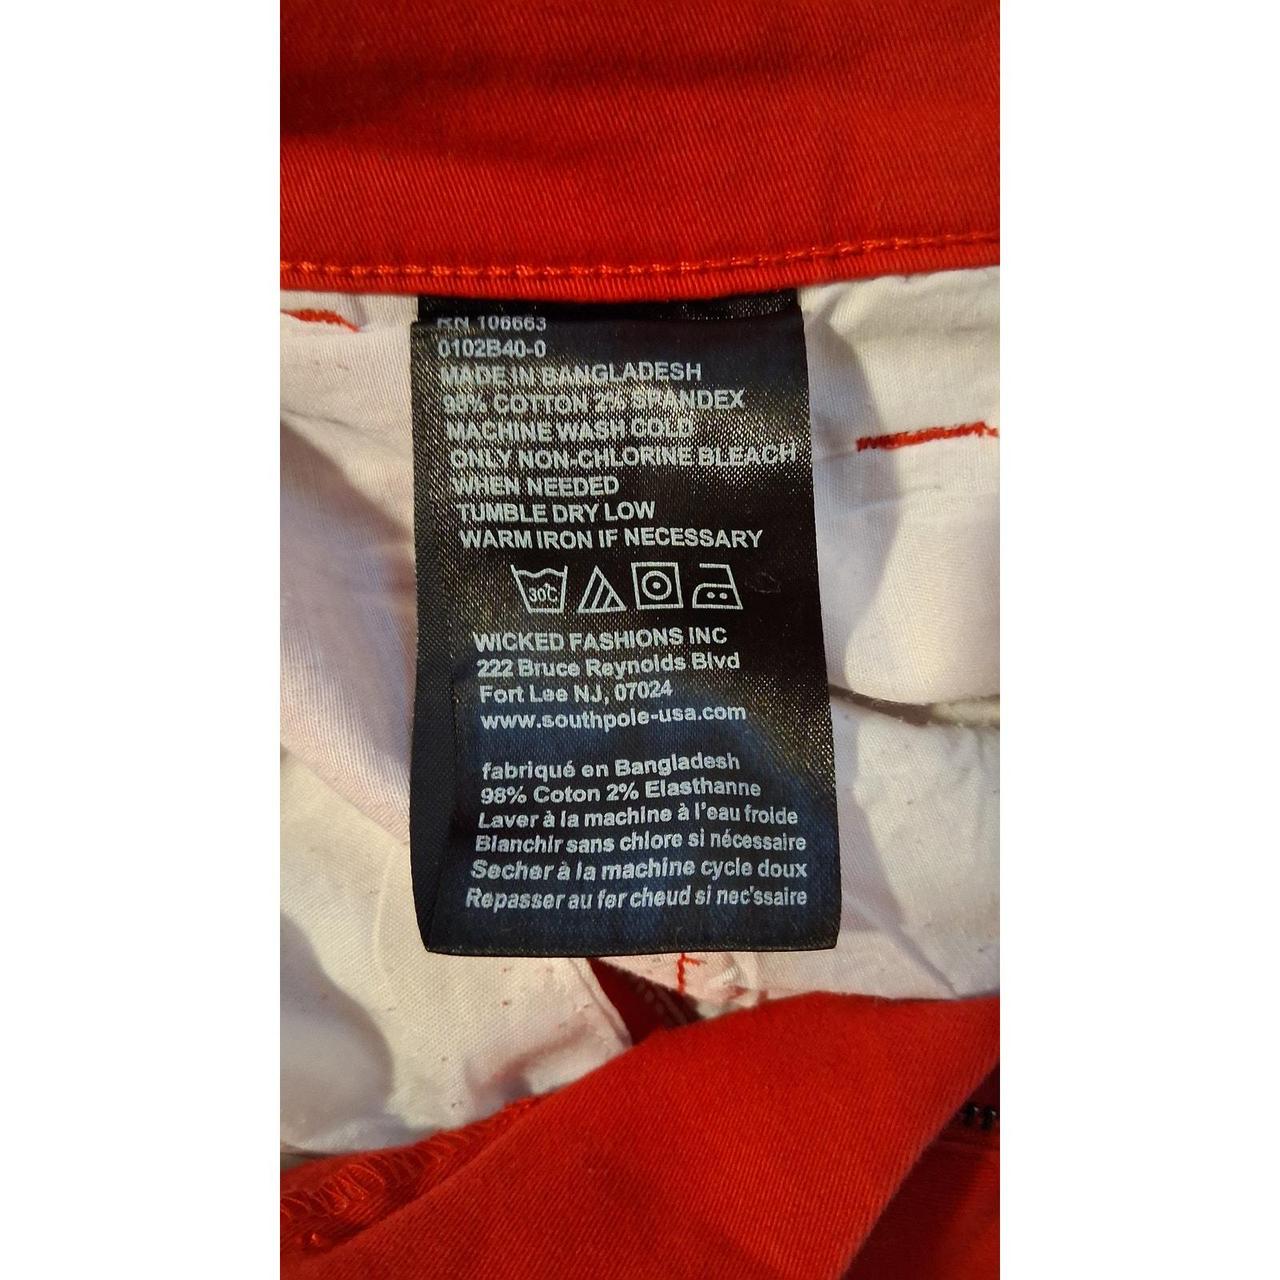 RN 106663
0102B40-0
MADE IN BANGLADESH
98% COTTON 2% SPANDEX
MACHINE WASH COLD
ONLY NON-CHLORINE BLEACH
WHEN NEEDED
TUMBLE DRY LOW
WARM IRON IF NECESSARY
30°C
WICKED FASHIONS INC
222 Bruce Reynolds Blvd
Fort Lee NJ, 07024
www.southpole-usa.com
fabriqué en Bangladesh
98% Coton 2% Elasthanne
Laver à la machine à l'eau froide
Blanchir sans chlore si nécessaire
Secher à la machine cycle doux
Repasser au fer cheud si nec'ssaire